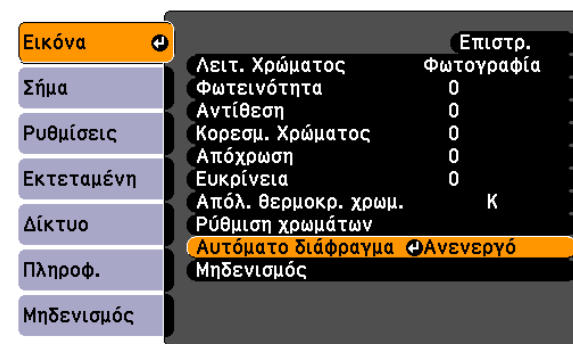 Εικόνα
Σήμα
Ρυθμίσεις
Εκτεταμένη
Δίκτυο
Πληροφ.
Μηδενισμός
Επιστρ.
Λειτ. Χρώματος Φωτογραφία
Φωτεινότητα 0
Αντίθεση 0
Κορεσμ. Χρώματος 0
Απόχρωση 0
Ευκρίνεια 0
Απόλ. θερμοκρ. χρωμ. K
Ρύθμιση χρωμάτων
Αυτόματο διάφραγμα Ανενεργό
Μηδενισμός